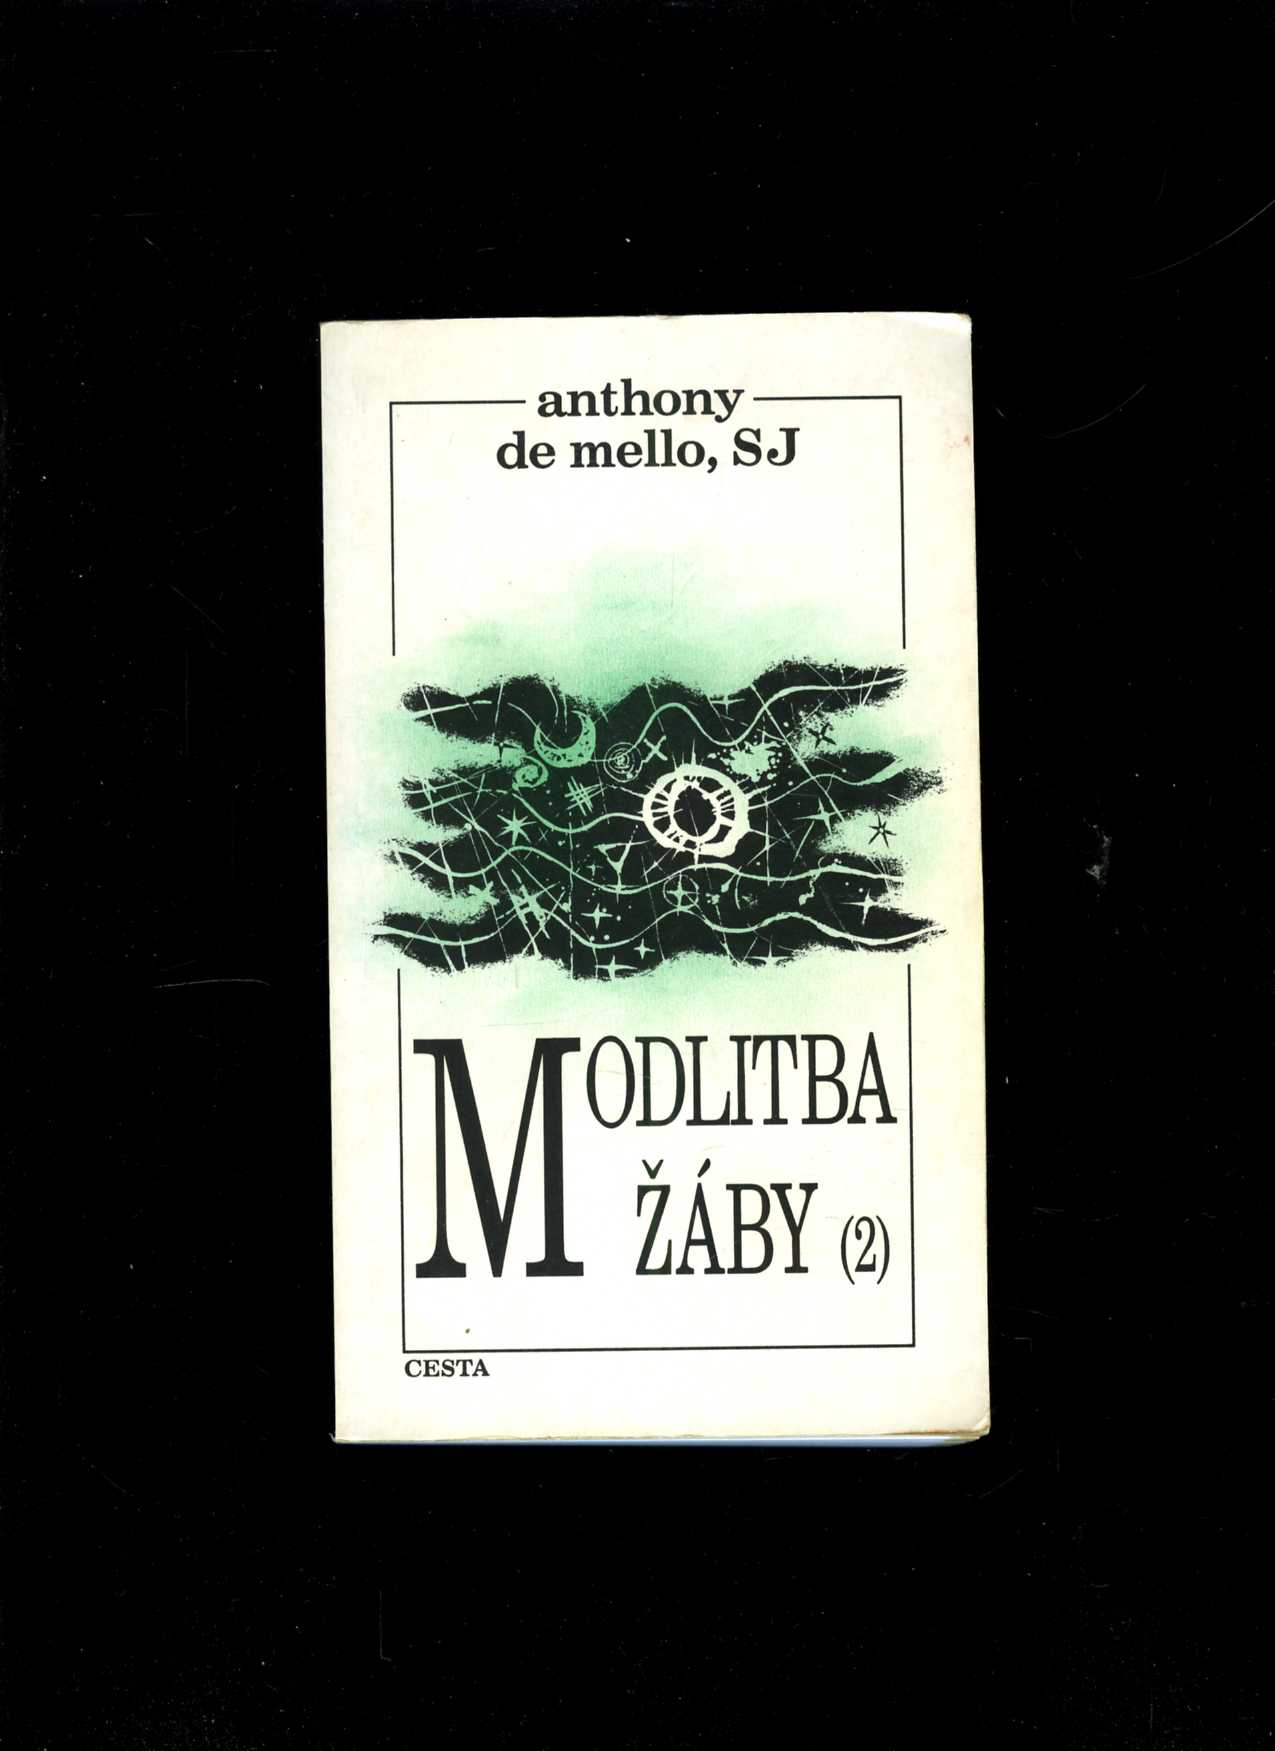 anthony
de mello, SJ
MODLITBA
ŽÁBY (2)
CESTA